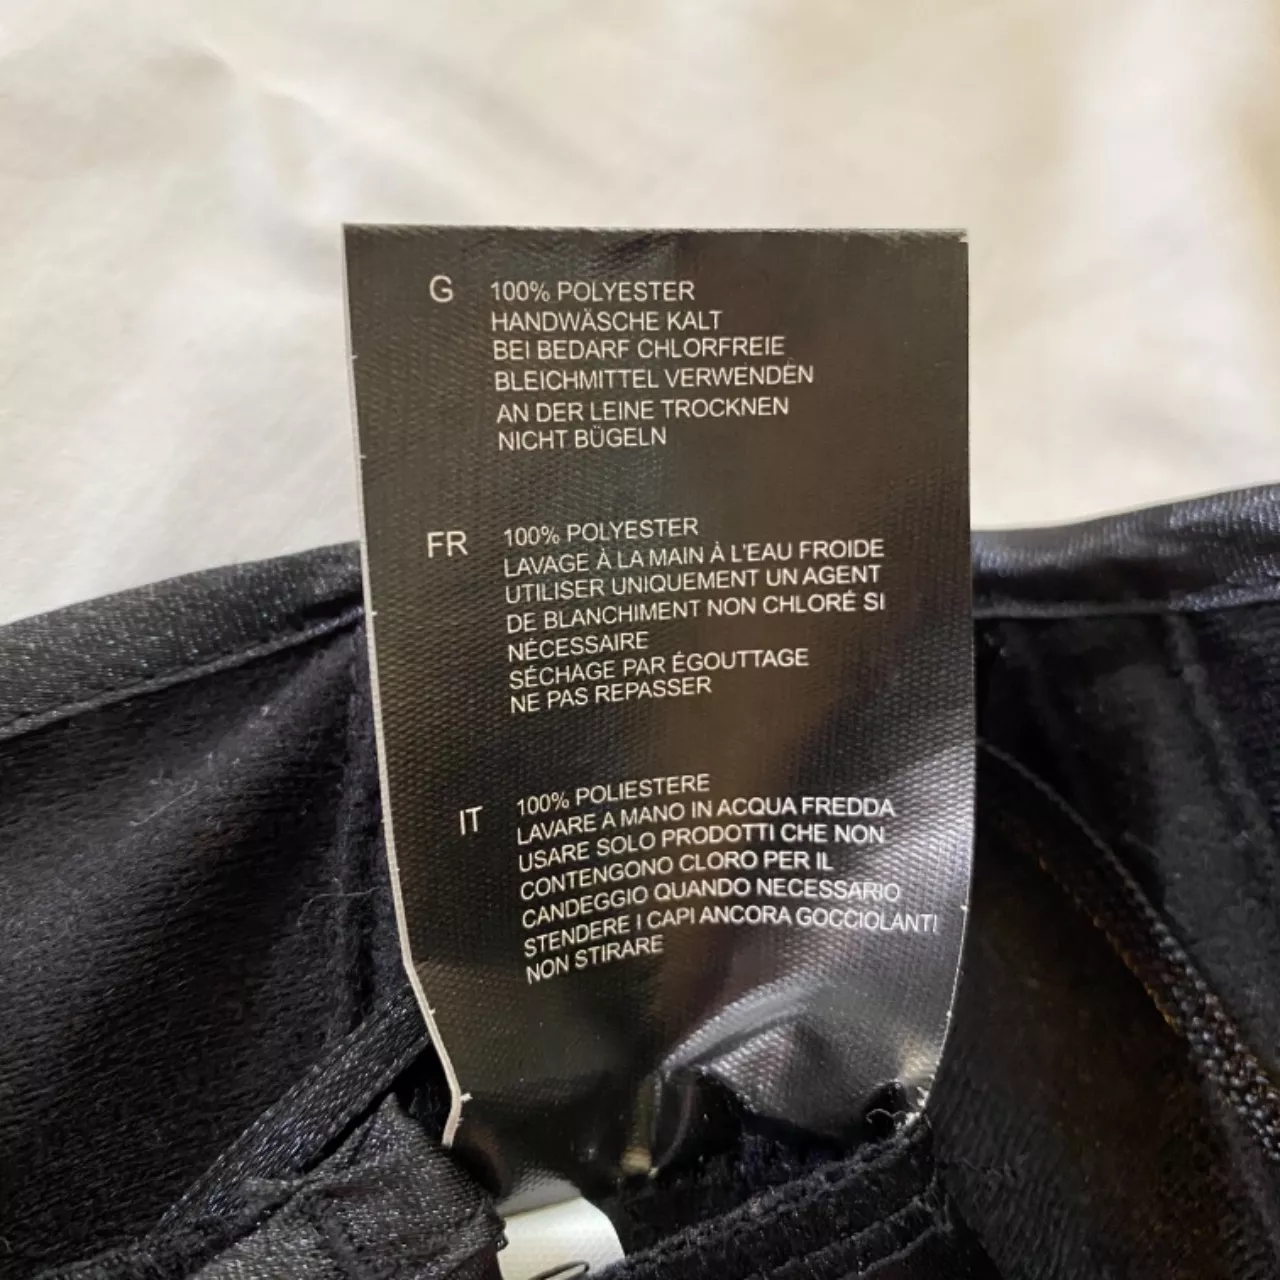 G 100% POLYESTER
HANDWÄSCHE KALT
BEI BEDARF CHLORFREIE
BLEICHMITTEL VERWENDEN
AN DER LEINE TROCKNEN
NICHT BÜGELN
FR 100% POLYESTER
LAVAGE À LA MAIN À L'EAU FROIDE
UTILISER UNIQUEMENT UN AGENT
DE BLANCHIMENT NON CHLORÉ SI
NÉCESSAIRE
SÉCHAGE PAR ÉGOUTTAGE
NE PAS REPASSER
IT 100% POLIESTERE
LAVARE A MANO IN ACQUA FREDDA
USARE SOLO PRODOTTI CHE NON
CONTENGONO CLORO PER IL
CANDEGGIO QUANDO NECESSARIO
STENDERE I CAPI ANCORA GOCCIOLANTI
NON STIRARE